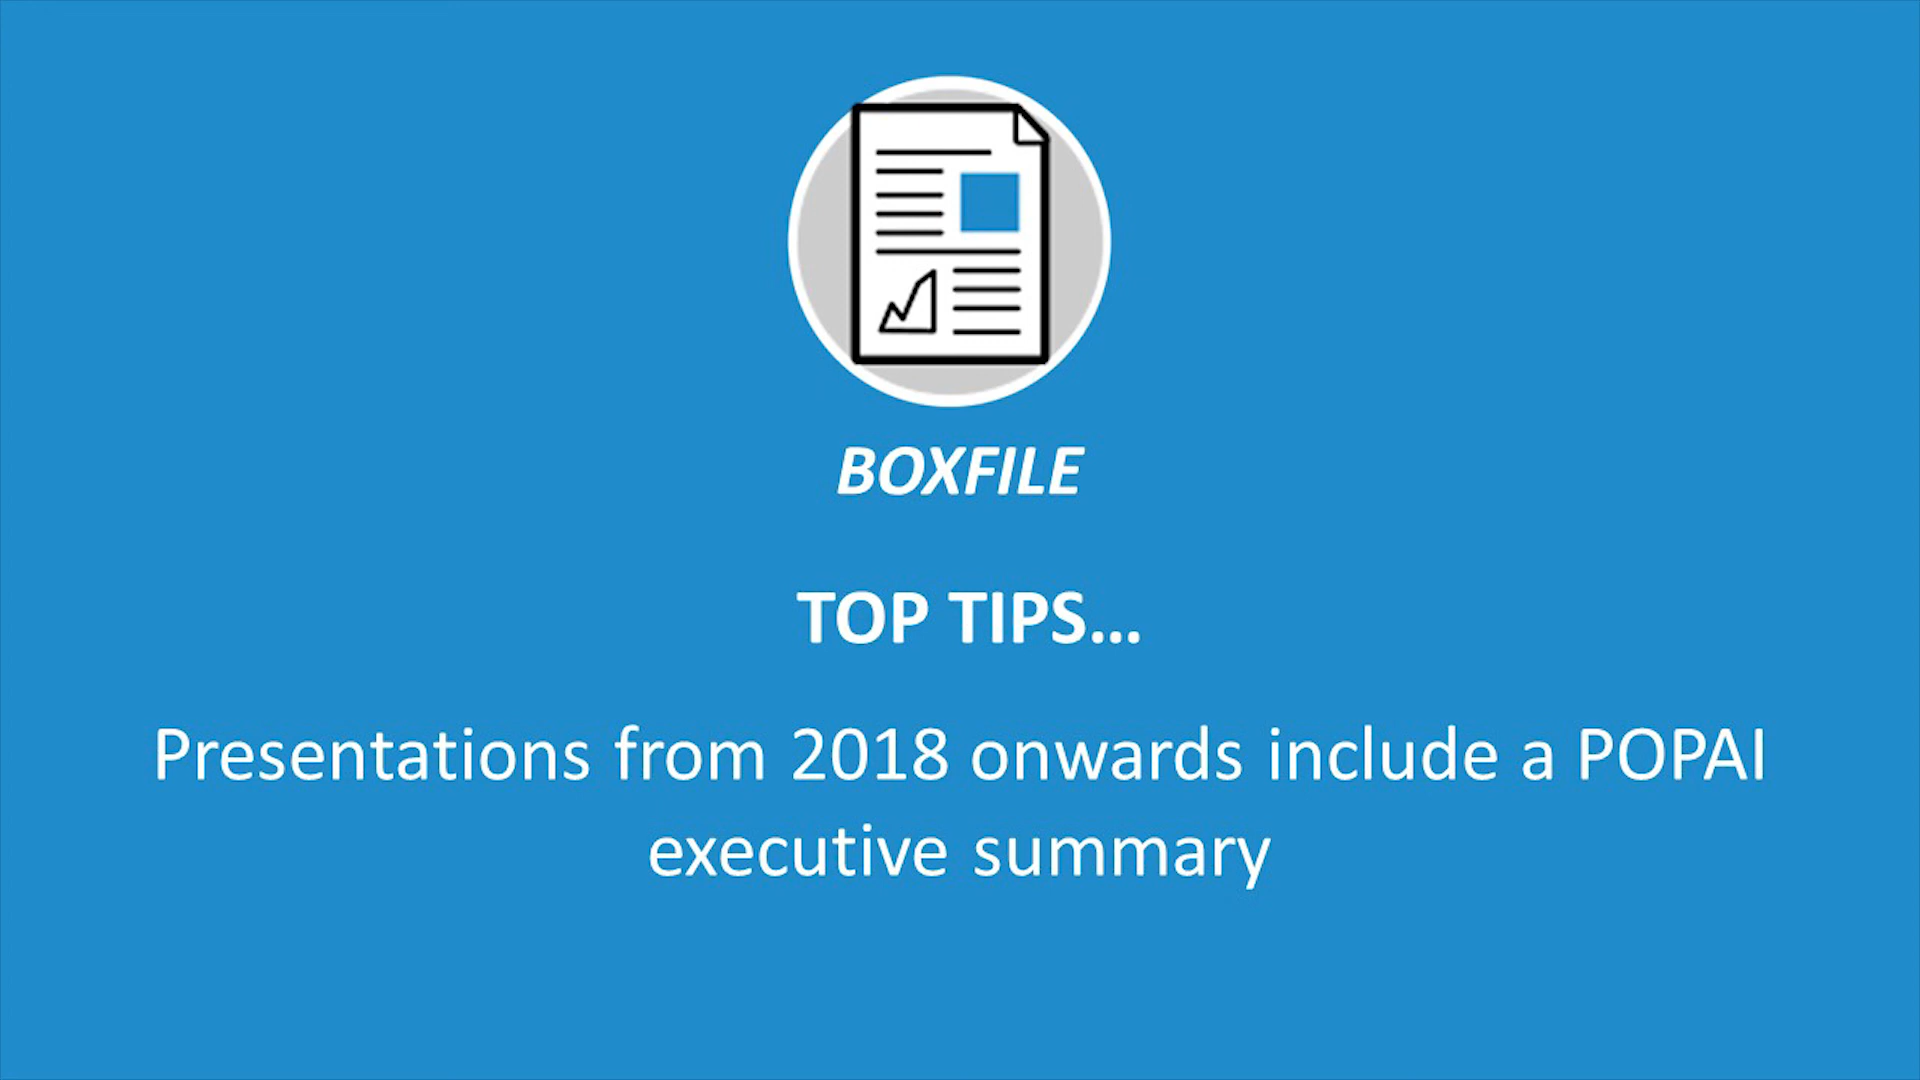 BOXFILE
TOP TIPS...
Presentations from 2018 onwards include a POPAI
executive summary